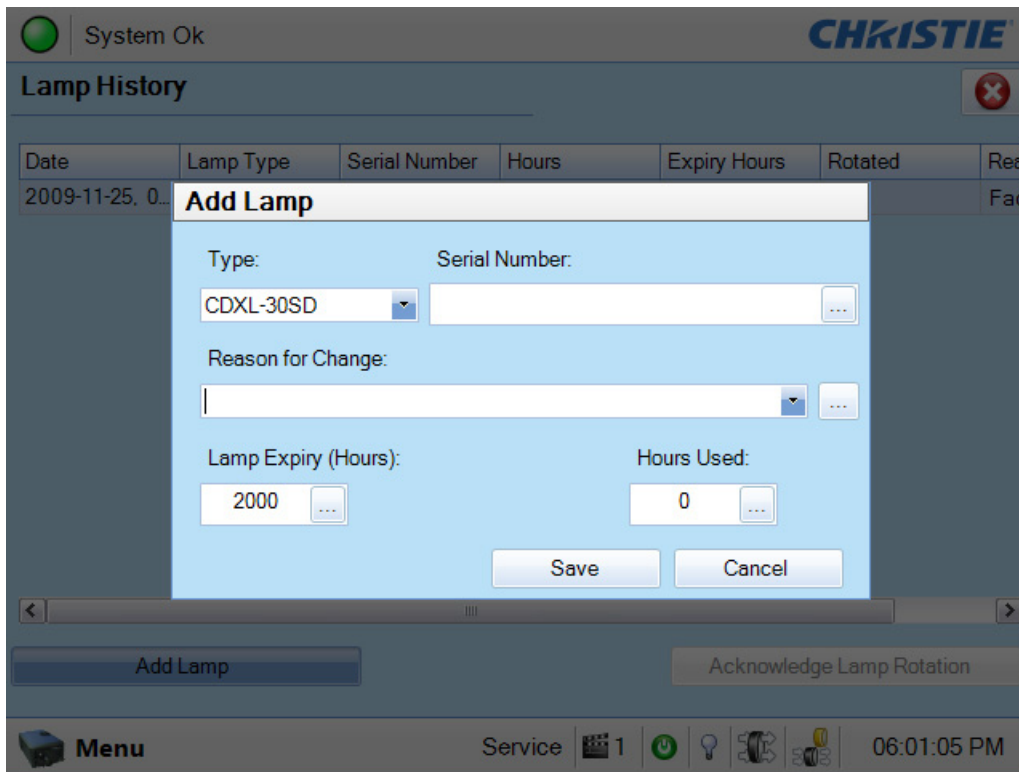 System Ok
CHRISTIE
Lamp History
Date Lamp Type Serial Number Hours Expiry Hours Rotated Rea
2009-11-25, 0... Fac
Add Lamp
Type: Serial Number:
CDXL-30SD ...
Reason for Change:
...
Lamp Expiry (Hours): Hours Used:
2000 ... 0 ...
Save Cancel
Add Lamp Acknowledge Lamp Rotation
Menu Service 1 06:01:05 PM